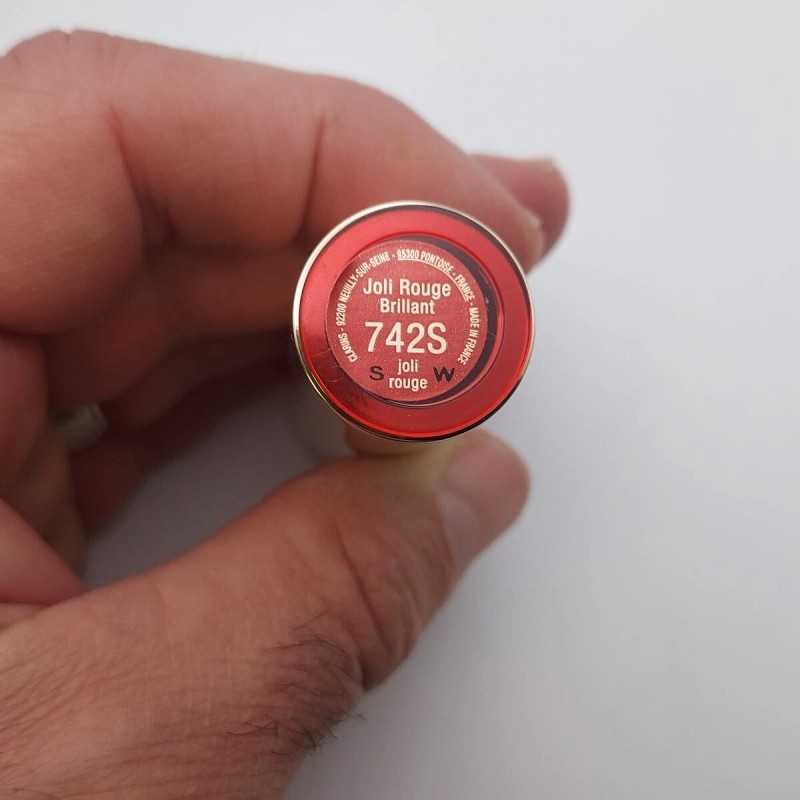 CLARINS - 92200 NEUILLY-SUR-SEINE - 95300 PONTOISE - FRANCE - MADE IN FRANCE
Joli Rouge
Brillant
742S
S joli W
rouge